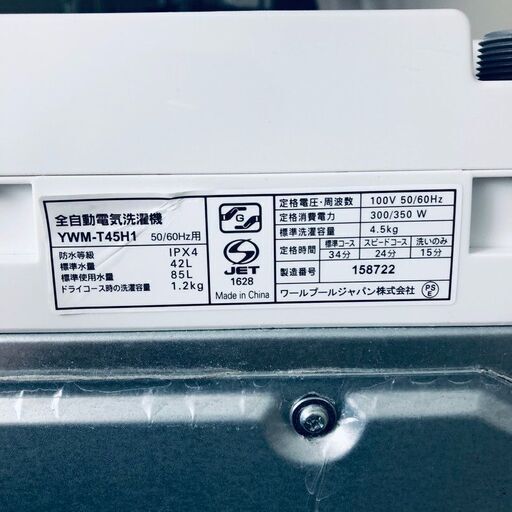 全自動電気洗濯機
YWM-T45H1 50/60Hz用
防水等級 IPX4
標準水量 42L
標準使用水量 85L
ドライコース時の洗濯容量 1.2kg
G
JET
1628
Made in China
定格電圧・周波数 100V 50/60Hz
定格消費電力 300/350 W
標準洗濯容量 4.5kg
定格時間 標準コース スピードコース 洗いのみ
34分 24分 15分
製造番号 158722
ワールプールジャパン株式会社 PSE